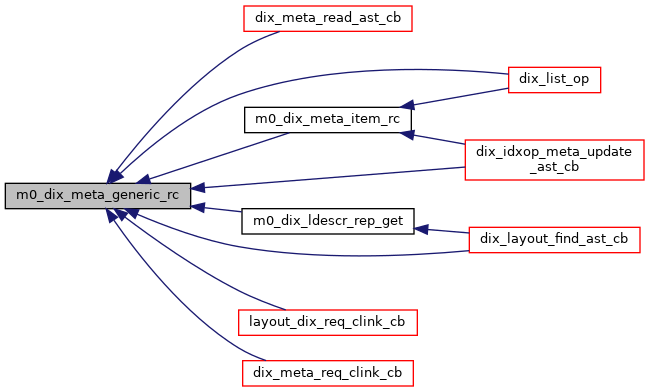 dix_meta_read_ast_cb
dix_list_op
m0_dix_meta_item_rc
dix_idxop_meta_update
_ast_cb
m0_dix_meta_generic_rc
m0_dix_ldescr_rep_get
dix_layout_find_ast_cb
layout_dix_req_clink_cb
dix_meta_req_clink_cb